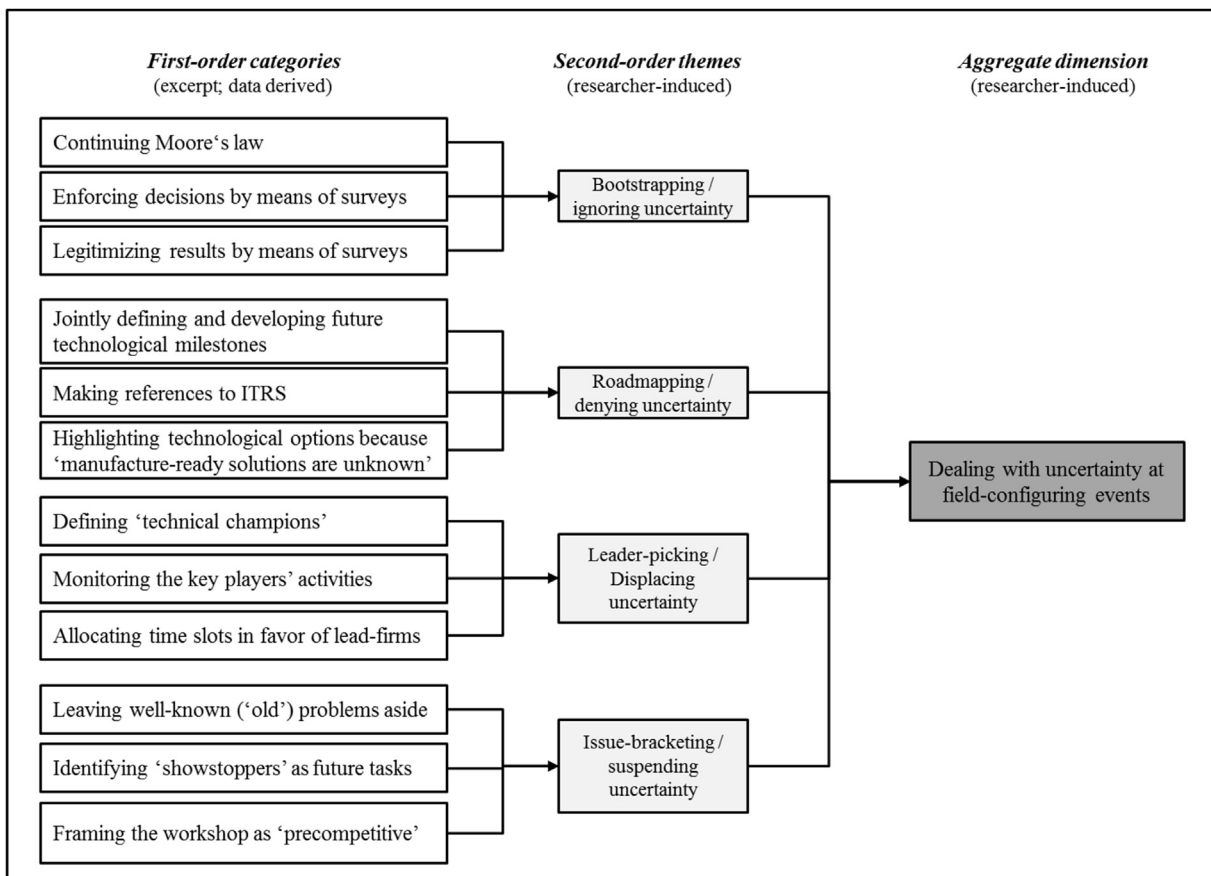 First-order categories
(excerpt; data derived)
Second-order themes
(researcher-induced)
Aggregate dimension
(researcher-induced)
Continuing Moore‘s law
Enforcing decisions by means of surveys
Legitimizing results by means of surveys
Bootstrapping /
ignoring uncertainty
Jointly defining and developing future
technological milestones
Making references to ITRS
Highlighting technological options because
‘manufacture-ready solutions are unknown’
Roadmapping /
denying uncertainty
Defining ‘technical champions’
Monitoring the key players’ activities
Allocating time slots in favor of lead-firms
Leader-picking /
Displacing
uncertainty
Leaving well-known (‘old’) problems aside
Identifying ‘showstoppers’ as future tasks
Framing the workshop as ‘precompetitive’
Issue-bracketing /
suspending
uncertainty
Dealing with uncertainty at
field-configuring events